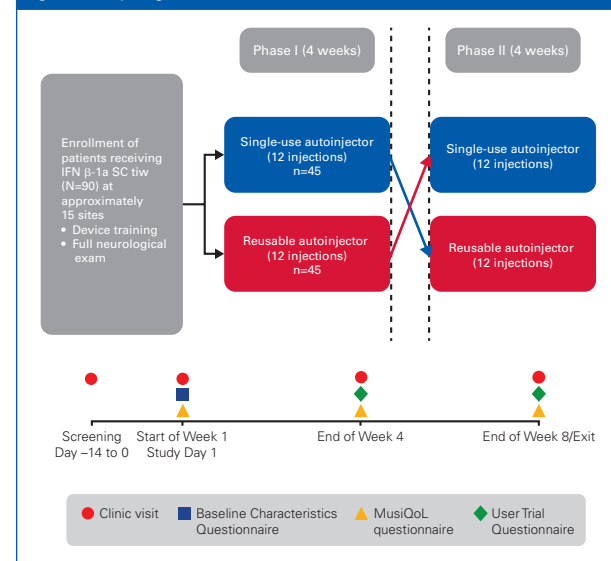 Phase I (4 weeks)
Phase II (4 weeks)
Enrollment of
patients receiving
IFN β-1a SC tiw
(N=90) at
approximately
15 sites
• Device training
• Full neurological
exam
Single-use autoinjector
(12 injections)
n=45
Single-use autoinjector
(12 injections)
Reusable autoinjector
(12 injections)
n=45
Reusable autoinjector
(12 injections)
Screening
Day –14 to 0
Start of Week 1
Study Day 1
End of Week 4
End of Week 8/Exit
Clinic visit
Baseline Characteristics
Questionnaire
MusiQoL
questionnaire
User Trial
Questionnaire